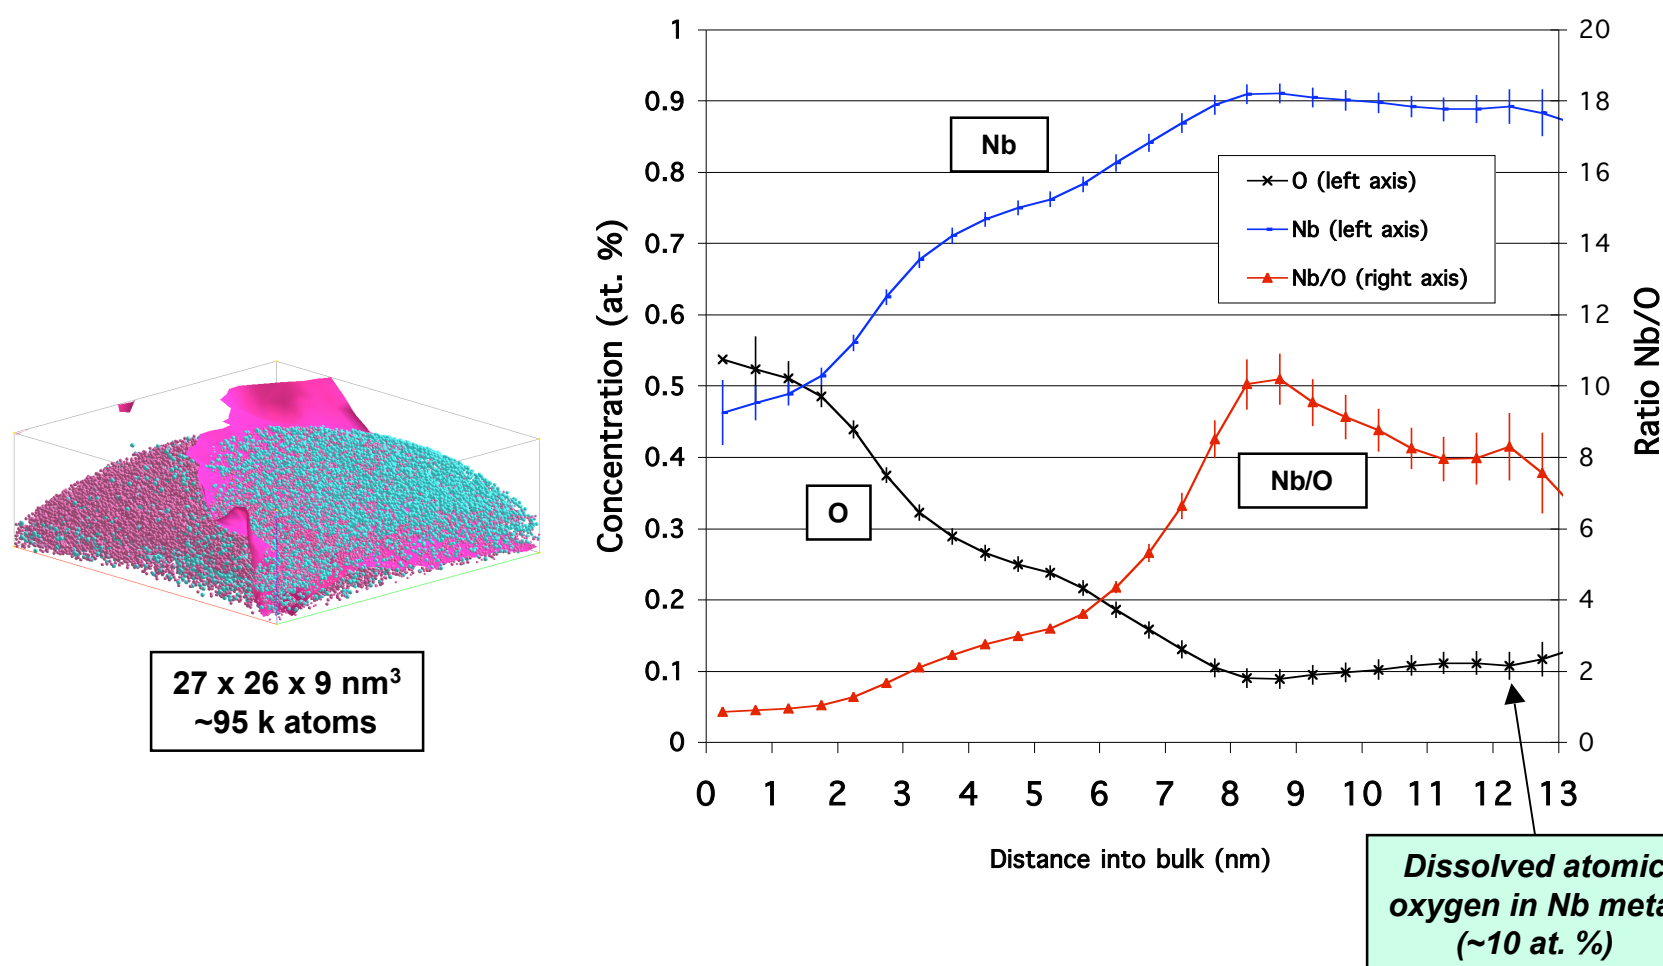 27 x 26 x 9 nm³
~95 k atoms
Concentration (at. %)
1
0.9
0.8
0.7
0.6
0.5
0.4
0.3
0.2
0.1
0
Nb
O
Nb/O
O (left axis)
Nb (left axis)
Nb/O (right axis)
20
18
16
14
12
10
8
6
4
2
0
Ratio Nb/O
0 1 2 3 4 5 6 7 8 9 10 11 12 13
Distance into bulk (nm)
Dissolved atomic
oxygen in Nb meta
(~10 at. %)